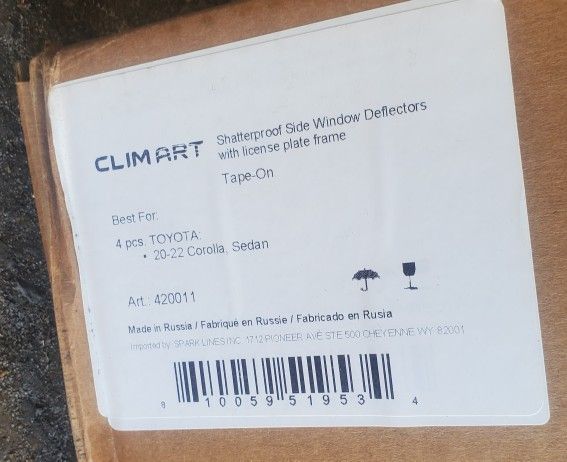 CLIMART
Shatterproof Side Window Deflectors
with license plate frame
Tape-On
Best For:
4 pcs. TOYOTA:
• 20-22 Corolla, Sedan
Art.: 420011
Made in Russia / Fabriqué en Russie / Fabricado en Rusia
Imported by: SPARK LINES INC. 1712 PIONEER AVE STE 500 CHEYENNE WY 82001
9 10059 51953 4